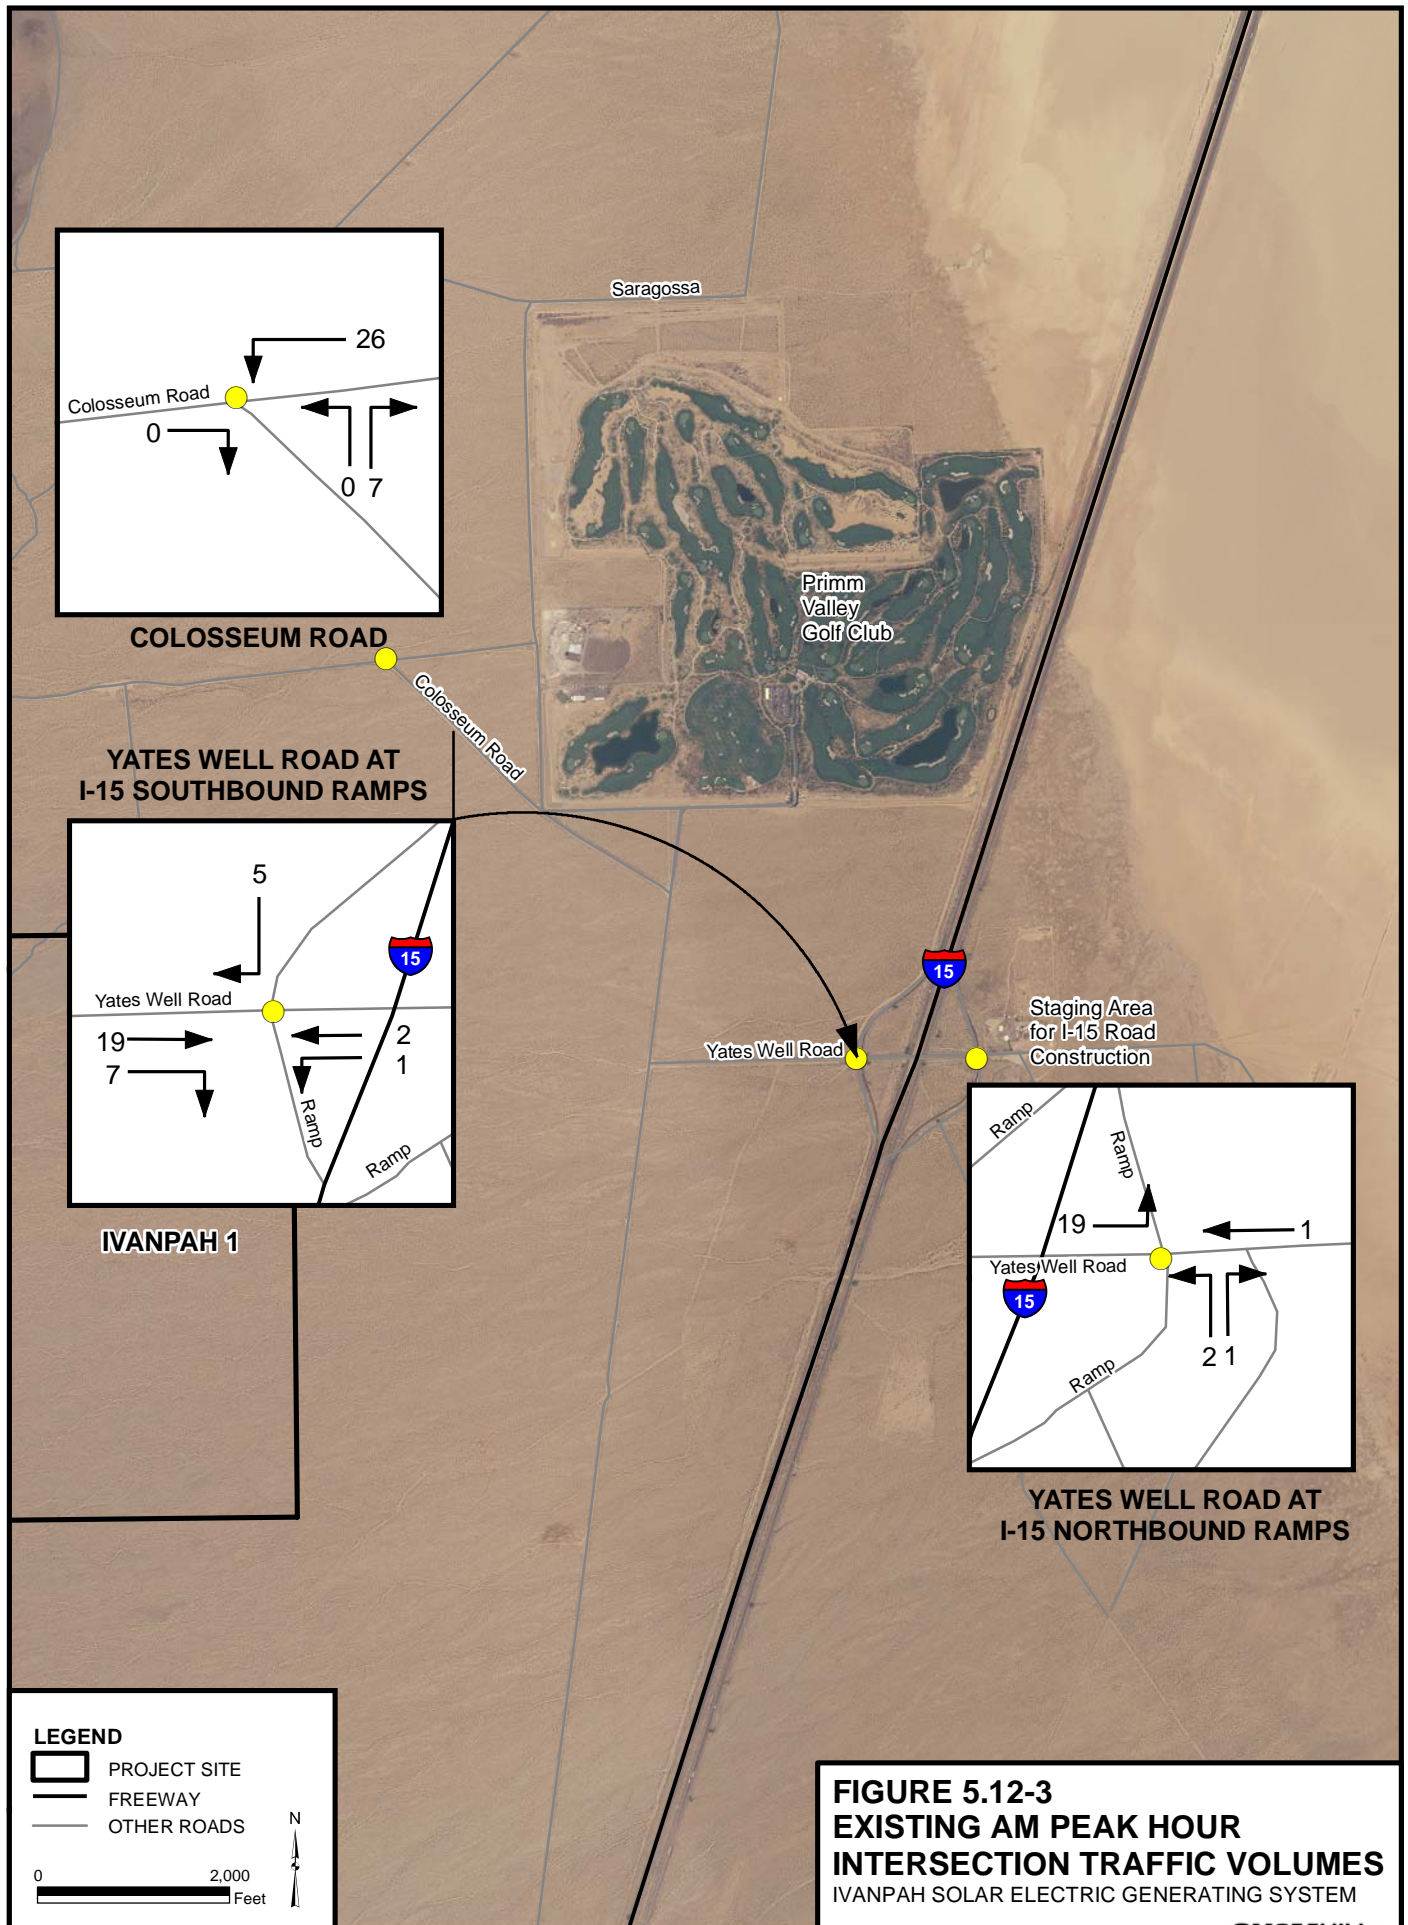 Saragossa
26
Colosseum Road
0
0 7
COLOSSEUM ROAD
Primm
Valley
Golf Club
Colosseum Road
YATES WELL ROAD AT
I-15 SOUTHBOUND RAMPS
5
15
Yates Well Road
19
2
7
1
Ramp
Ramp
IVANPAH 1
15
Staging Area
for I-15 Road
Construction
Yates Well Road
Ramp
Ramp
19
1
Yates Well Road
15
2 1
Ramp
YATES WELL ROAD AT
I-15 NORTHBOUND RAMPS
LEGEND
PROJECT SITE
FREEWAY
OTHER ROADS
N
0 2,000
Feet
FIGURE 5.12-3
EXISTING AM PEAK HOUR
INTERSECTION TRAFFIC VOLUMES
IVANPAH SOLAR ELECTRIC GENERATING SYSTEM